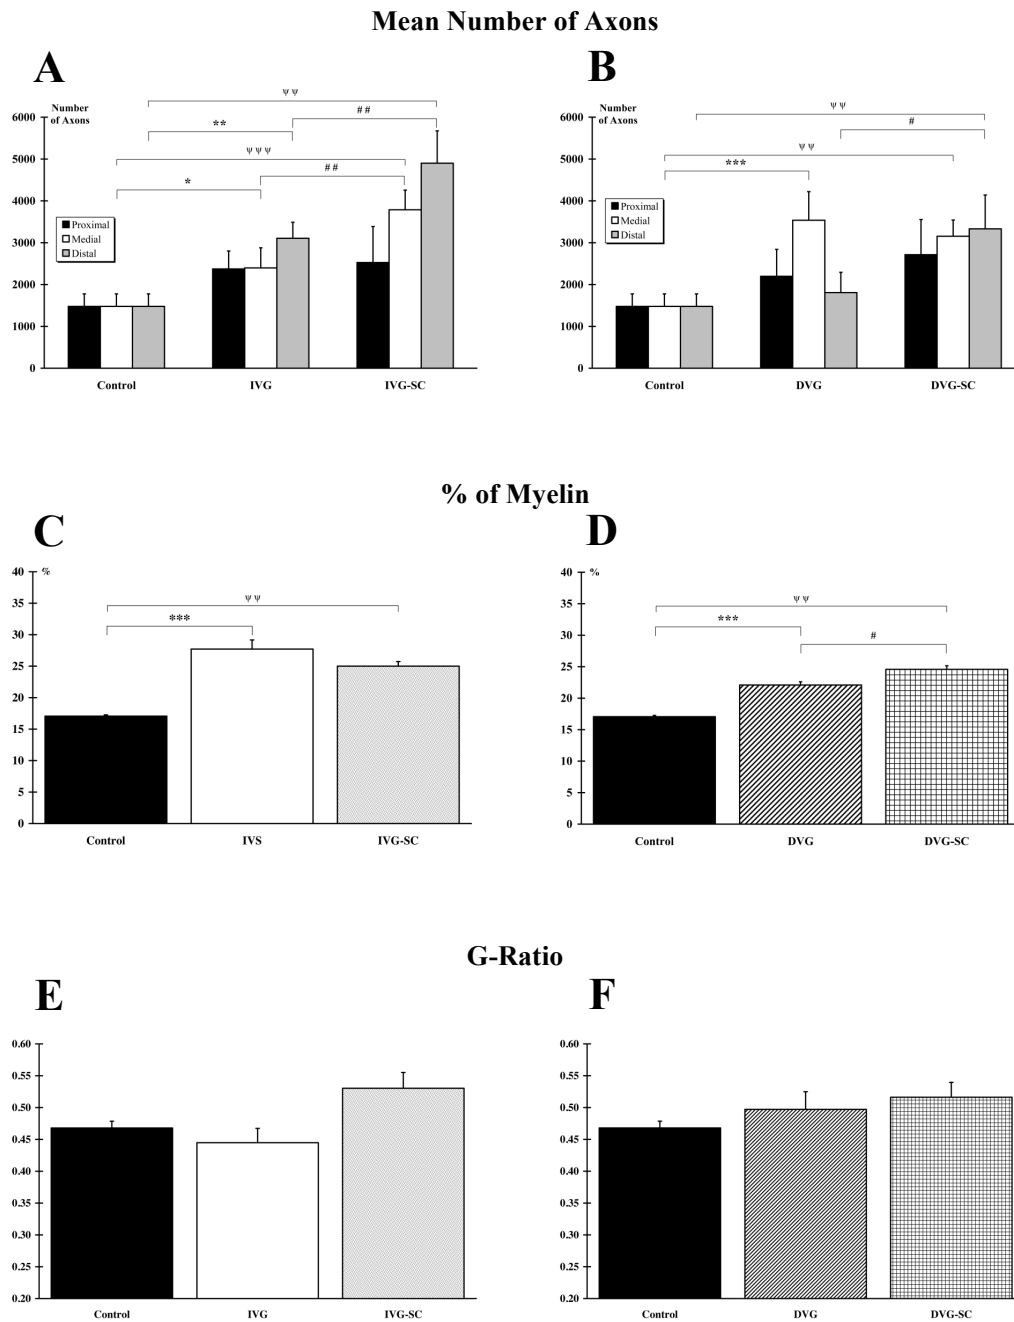 Mean Number of Axons
A
B
Number
of Axons
6000
5000
4000
3000
2000
1000
0
ψ ψ
# #
**
ψ ψ ψ
# #
*
Proximal
Medial
Distal
Control IVG IVG-SC
Number
of Axons
6000
5000
4000
3000
2000
1000
0
ψ ψ
#
ψ ψ
***
Proximal
Medial
Distal
Control DVG DVG-SC
% of Myelin
C
D
%
40
35
30
25
20
15
10
5
0
ψ ψ
***
Control IVS IVG-SC
%
40
35
30
25
20
15
10
5
0
ψ ψ
***
#
Control DVG DVG-SC
G-Ratio
E
F
0.60
0.55
0.50
0.45
0.40
0.35
0.30
0.25
0.20
Control IVG IVG-SC
0.60
0.55
0.50
0.45
0.40
0.35
0.30
0.25
0.20
Control DVG DVG-SC